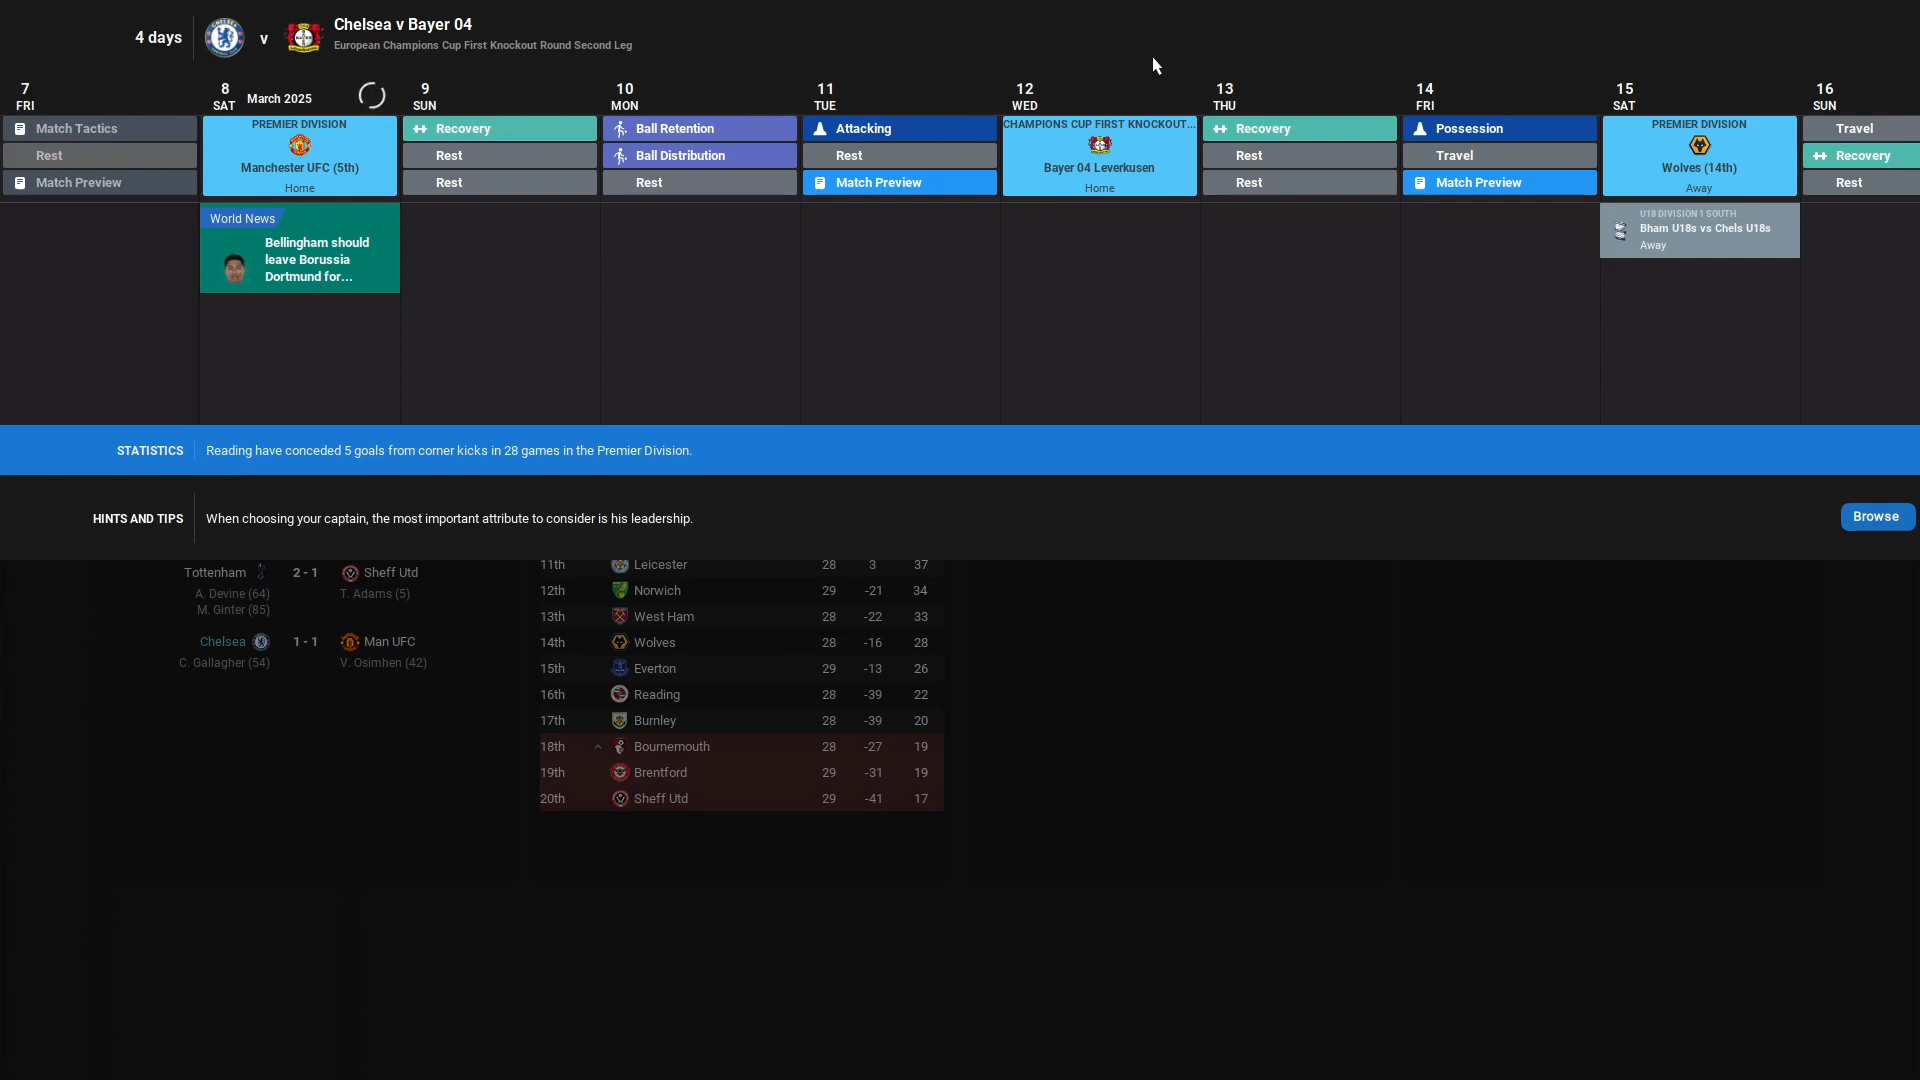 4 days
v
Chelsea v Bayer 04
European Champions Cup First Knockout Round Second Leg
7
FRI
8
SAT
March 2025
9
SUN
10
MON
11
TUE
12
WED
13
THU
14
FRI
15
SAT
16
SUN
Match Tactics
Rest
Match Preview
PREMIER DIVISION
Manchester UFC (5th)
Home
Recovery
Rest
Rest
Ball Retention
Ball Distribution
Rest
Attacking
Rest
Match Preview
CHAMPIONS CUP FIRST KNOCKOUT...
Bayer 04 Leverkusen
Home
Recovery
Rest
Rest
Possession
Travel
Match Preview
PREMIER DIVISION
Wolves (14th)
Away
Travel
Recovery
Rest
World News
Bellingham should
leave Borussia
Dortmund for...
U18 DIVISION 1 SOUTH
Bham U18s vs Chels U18s
Away
STATISTICS
Reading have conceded 5 goals from corner kicks in 28 games in the Premier Division.
HINTS AND TIPS
When choosing your captain, the most important attribute to consider is his leadership.
Browse
Tottenham 2 - 1 Sheff Utd
A. Devine (64) T. Adams (5)
M. Ginter (85)
Chelsea 1 - 1 Man UFC
C. Gallagher (54) V. Osimhen (42)
11th Leicester 28 3 37
12th Norwich 29 -21 34
13th West Ham 28 -22 33
14th Wolves 28 -16 28
15th Everton 29 -13 26
16th Reading 28 -39 22
17th Burnley 28 -39 20
18th Bournemouth 28 -27 19
19th Brentford 29 -31 19
20th Sheff Utd 29 -41 17